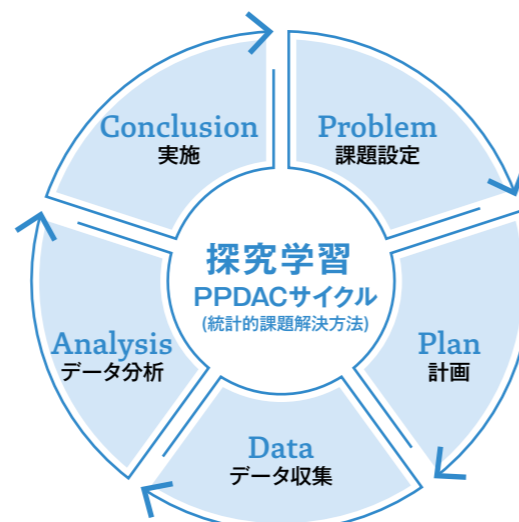 探究学習
PPDACサイクル
(統計的課題解決方法)
Problem
課題設定
Plan
計画
Data
データ収集
Analysis
データ分析
Conclusion
実施